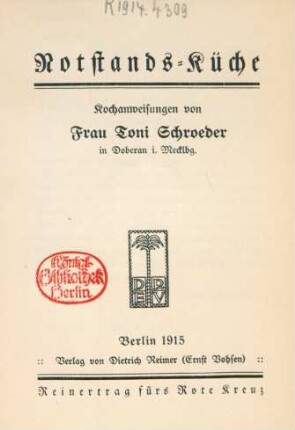 K1914.4309
Notstands-Küche
Kochanweisungen von
Frau Toni Schroeder
in Doberan i. Mecklbg.
Königl.
Bibliothek
Berlin.
D R
E V
Berlin 1915
:: Verlag von Dietrich Reimer (Ernst Vohsen) ::
Reinertrag fürs Rote Kreuz